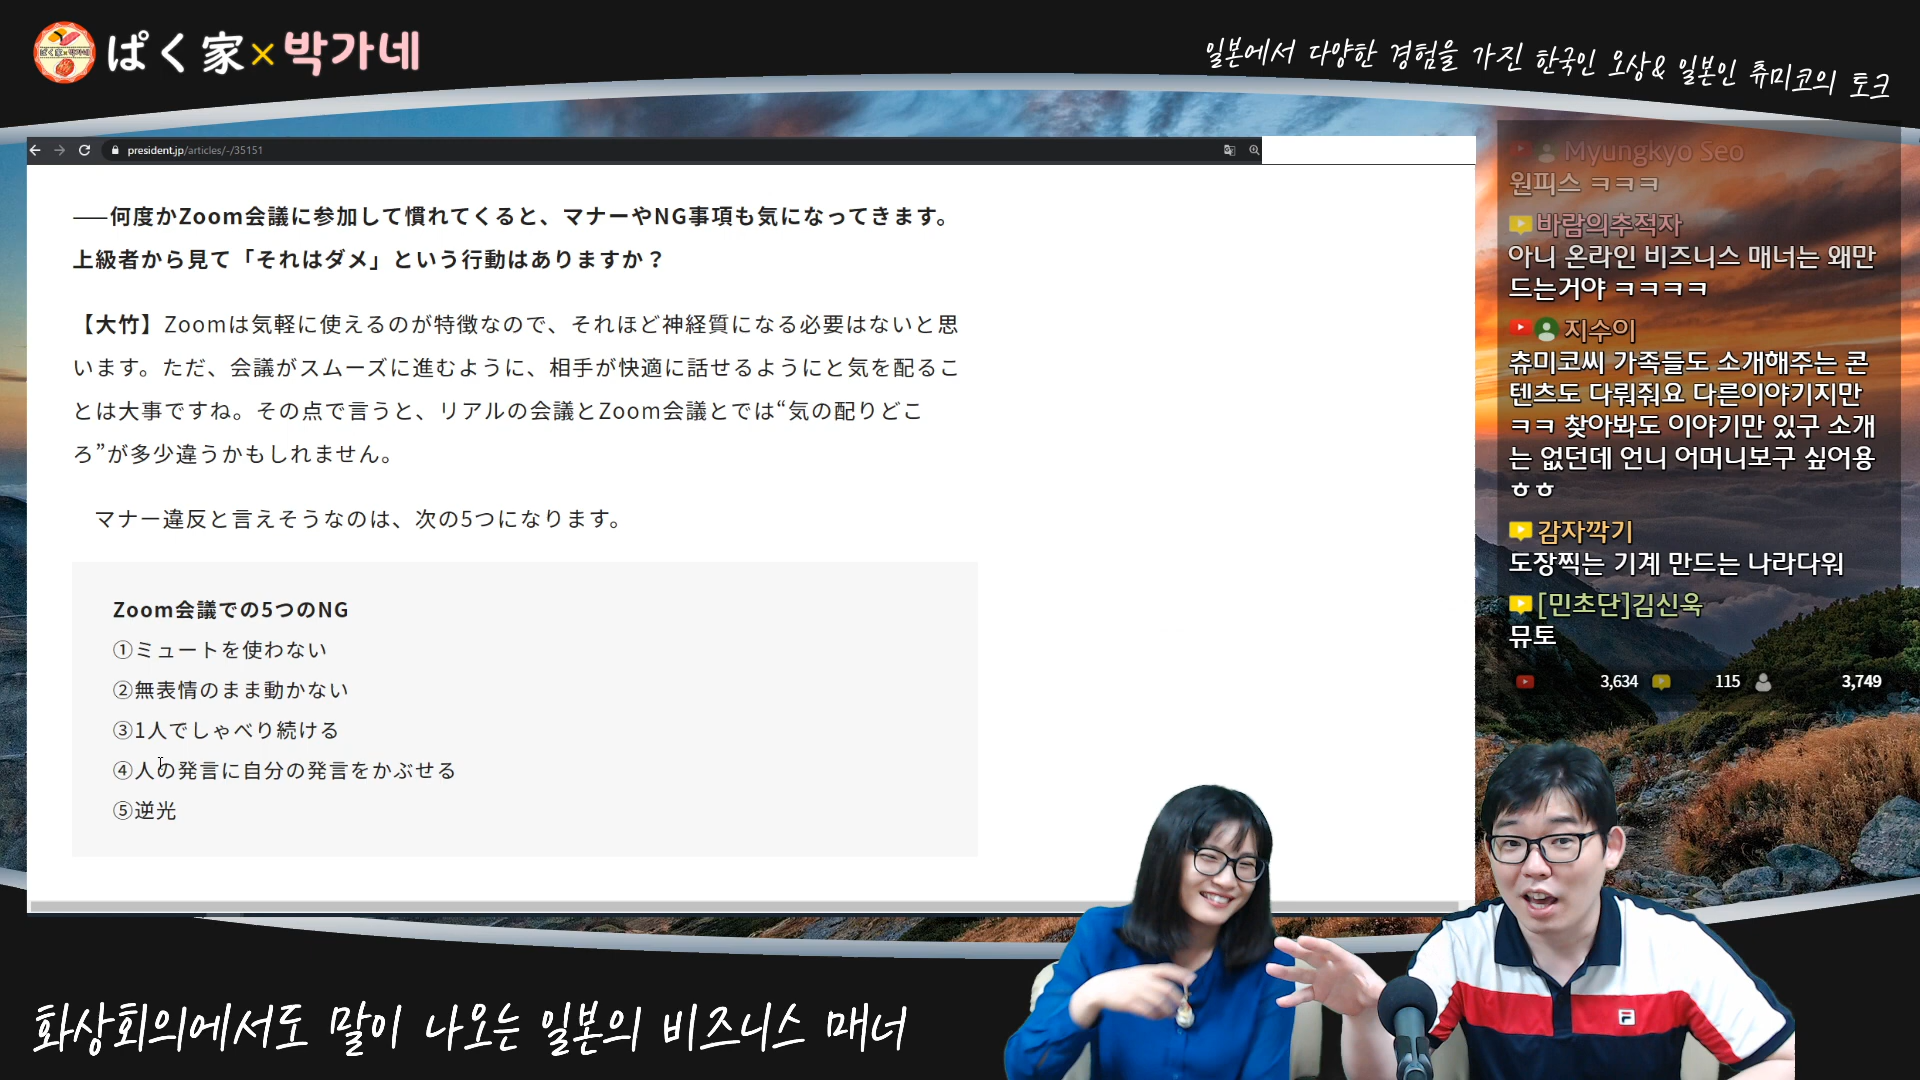 ぱく家×박가네
일본에서 다양한 경험을 가진 한국인 오상& 일본인 츄미코의 토크
president.jp/articles/-/35151
──何度かZoom会議に参加して慣れてくると、マナーやNG事項も気になってきます。
上級者から見て「それはダメ」という行動はありますか？
【大竹】Zoomは気軽に使えるのが特徴なので、それほど神経質になる必要はないと思
います。ただ、会議がスムーズに進むように、相手が快適に話せるようにと気を配るこ
とは大事ですね。その点で言うと、リアルの会議とZoom会議とでは“気の配りどこ
ろ”が多少違うかもしれません。
マナー違反と言えそうなのは、次の5つになります。
Zoom会議での5つのNG
①ミュートを使わない
②無表情のまま動かない
③1人でしゃべり続ける
④人の発言に自分の発言をかぶせる
⑤逆光
Myungkyo Seo
원피스 ㅋㅋㅋ
바람의추적자
아니 온라인 비즈니스 매너는 왜만
드는거야 ㅋㅋㅋㅋ
지수이
츄미코씨 가족들도 소개해주는 콘
텐츠도 다뤄줘요 다른이야기지만
ㅋㅋ 찾아봐도 이야기만 있구 소개
는 없던데 언니 어머니보구 싶어용
ㅎㅎ
감자깍기
도장찍는 기계 만드는 나라다워
[민초단]김신욱
뮤토
3,634 115 3,749
화상회의에서도 말이 나오는 일본의 비즈니스 매너